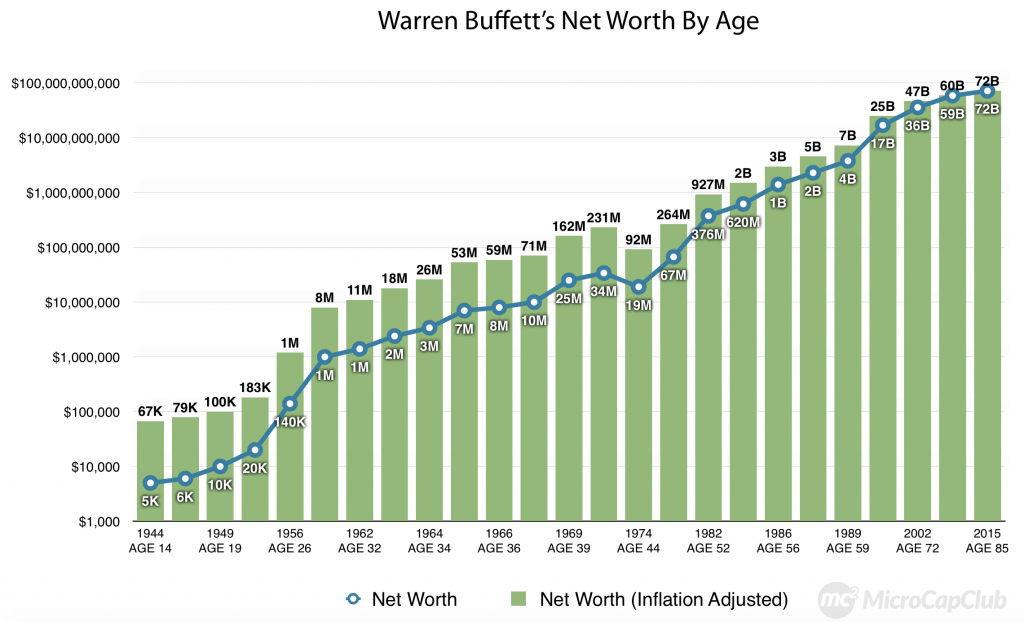 Warren Buffett's Net Worth By Age
$100,000,000,000
$10,000,000,000
$1,000,000,000
$100,000,000
$10,000,000
$1,000,000
$100,000
$10,000
$1,000
67K 79K 100K 183K 1M 8M 11M 18M 26M 53M 59M 71M 162M 231M 92M 264M 927M 2B 3B 5B 7B 25B 47B 60B 72B
5K 6K 10K 20K 140K 1M 1M 2M 3M 7M 8M 10M 25M 34M 19M 67M 376M 620M 1B 2B 4B 17B 36B 59B 72B
1944 1949 1956 1962 1964 1966 1969 1974 1982 1986 1989 2002 2015
AGE 14 AGE 19 AGE 26 AGE 32 AGE 34 AGE 36 AGE 39 AGE 44 AGE 52 AGE 56 AGE 59 AGE 72 AGE 85
Net Worth Net Worth (Inflation Adjusted)
mc2 MicroCapClub